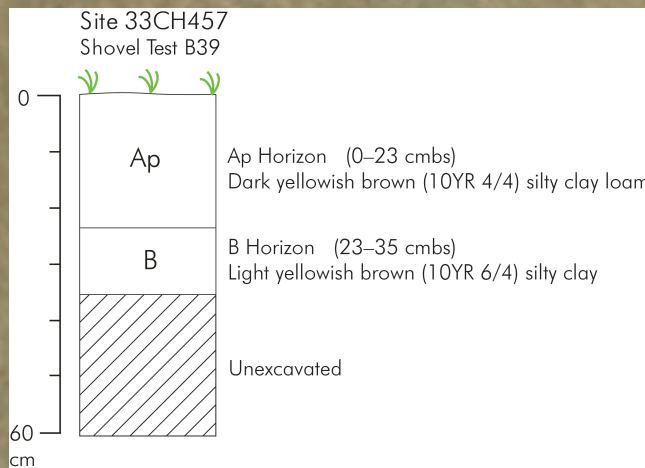 Site 33CH457
Shovel Test B39
0
Ap
Ap Horizon (0–23 cmbs)
Dark yellowish brown (10YR 4/4) silty clay loam
B
B Horizon (23–35 cmbs)
Light yellowish brown (10YR 6/4) silty clay
Unexcavated
60
cm